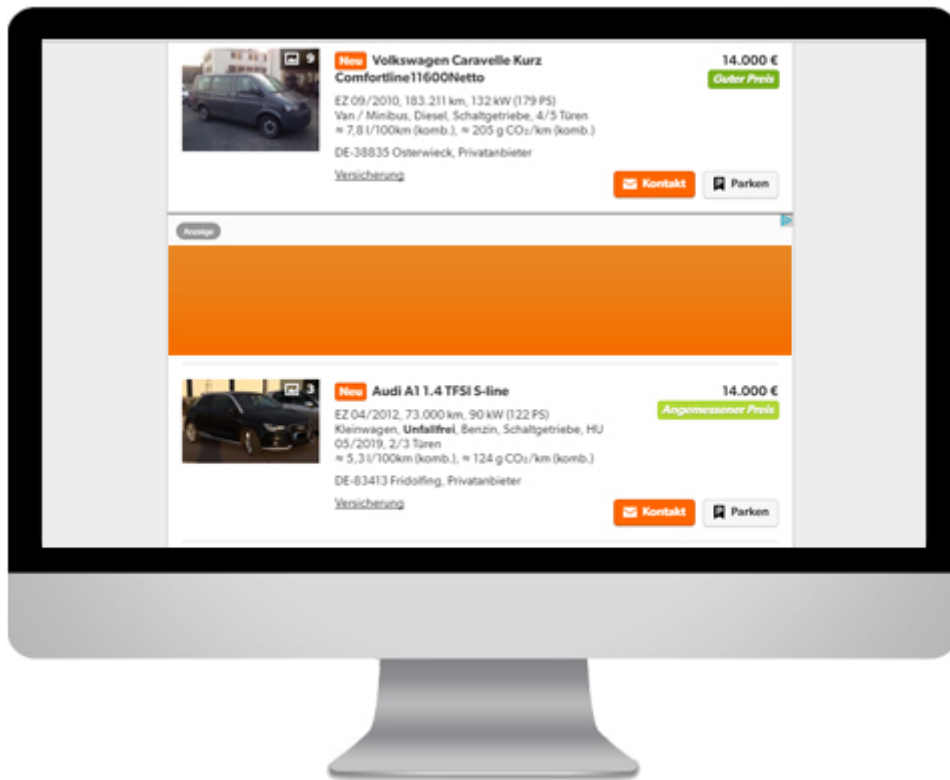 9
Neu Volkswagen Caravelle Kurz 14.000 €
Comfortline11600Netto Guter Preis
EZ 09/2010, 183.211 km, 132 kW (179 PS)
Van / Minibus, Diesel, Schaltgetriebe, 4/5 Türen
≈ 7,8 l/100km (komb.), ≈ 205 g CO₂/km (komb.)
DE-38835 Osterwieck, Privatanbieter
Versicherung
Kontakt Parken
Anzeige
3
Neu Audi A1 1.4 TFSI S-line 14.000 €
Angemessener Preis
EZ 04/2012, 73.000 km, 90 kW (122 PS)
Kleinwagen, Unfallfrei, Benzin, Schaltgetriebe, HU
05/2019, 2/3 Türen
≈ 5,3 l/100km (komb.), ≈ 124 g CO₂/km (komb.)
DE-83413 Fridolfing, Privatanbieter
Versicherung
Kontakt Parken